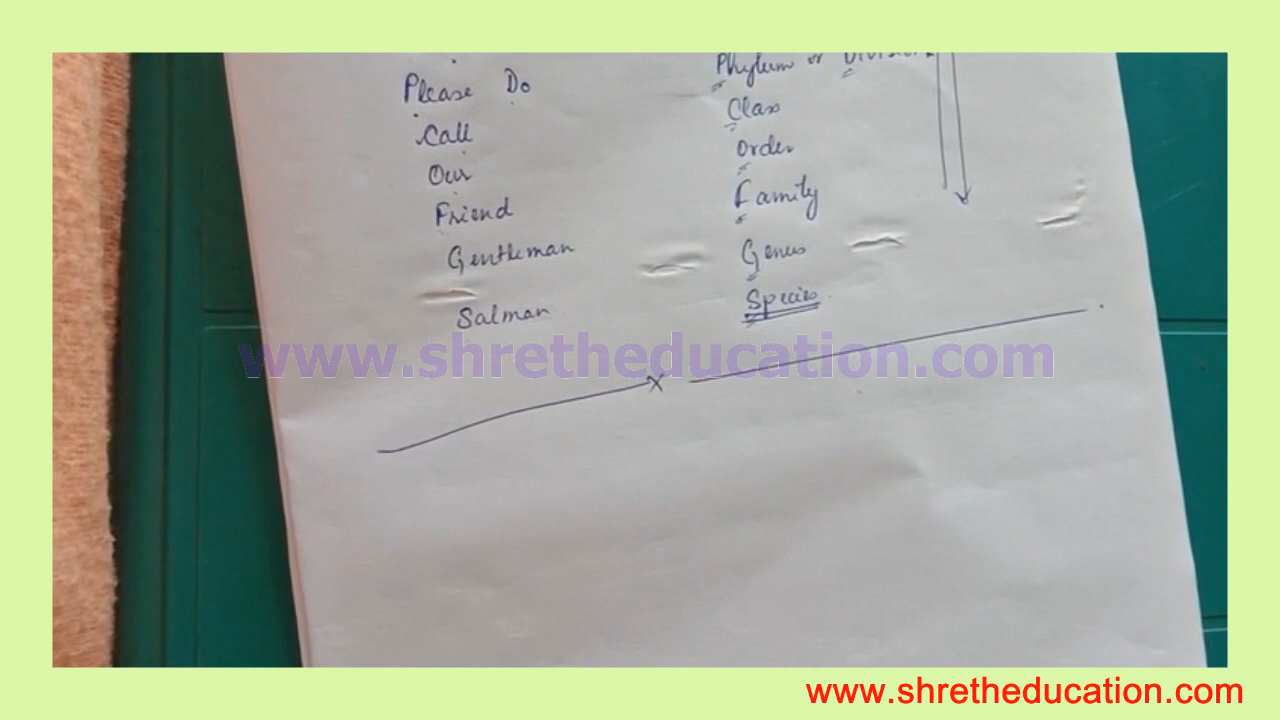 Please Do Phylum or Division
Call Class
Our Order
Friend Family
Gentleman Genus
Salman Species
www.shretheducation.com
x
www.shretheducation.com